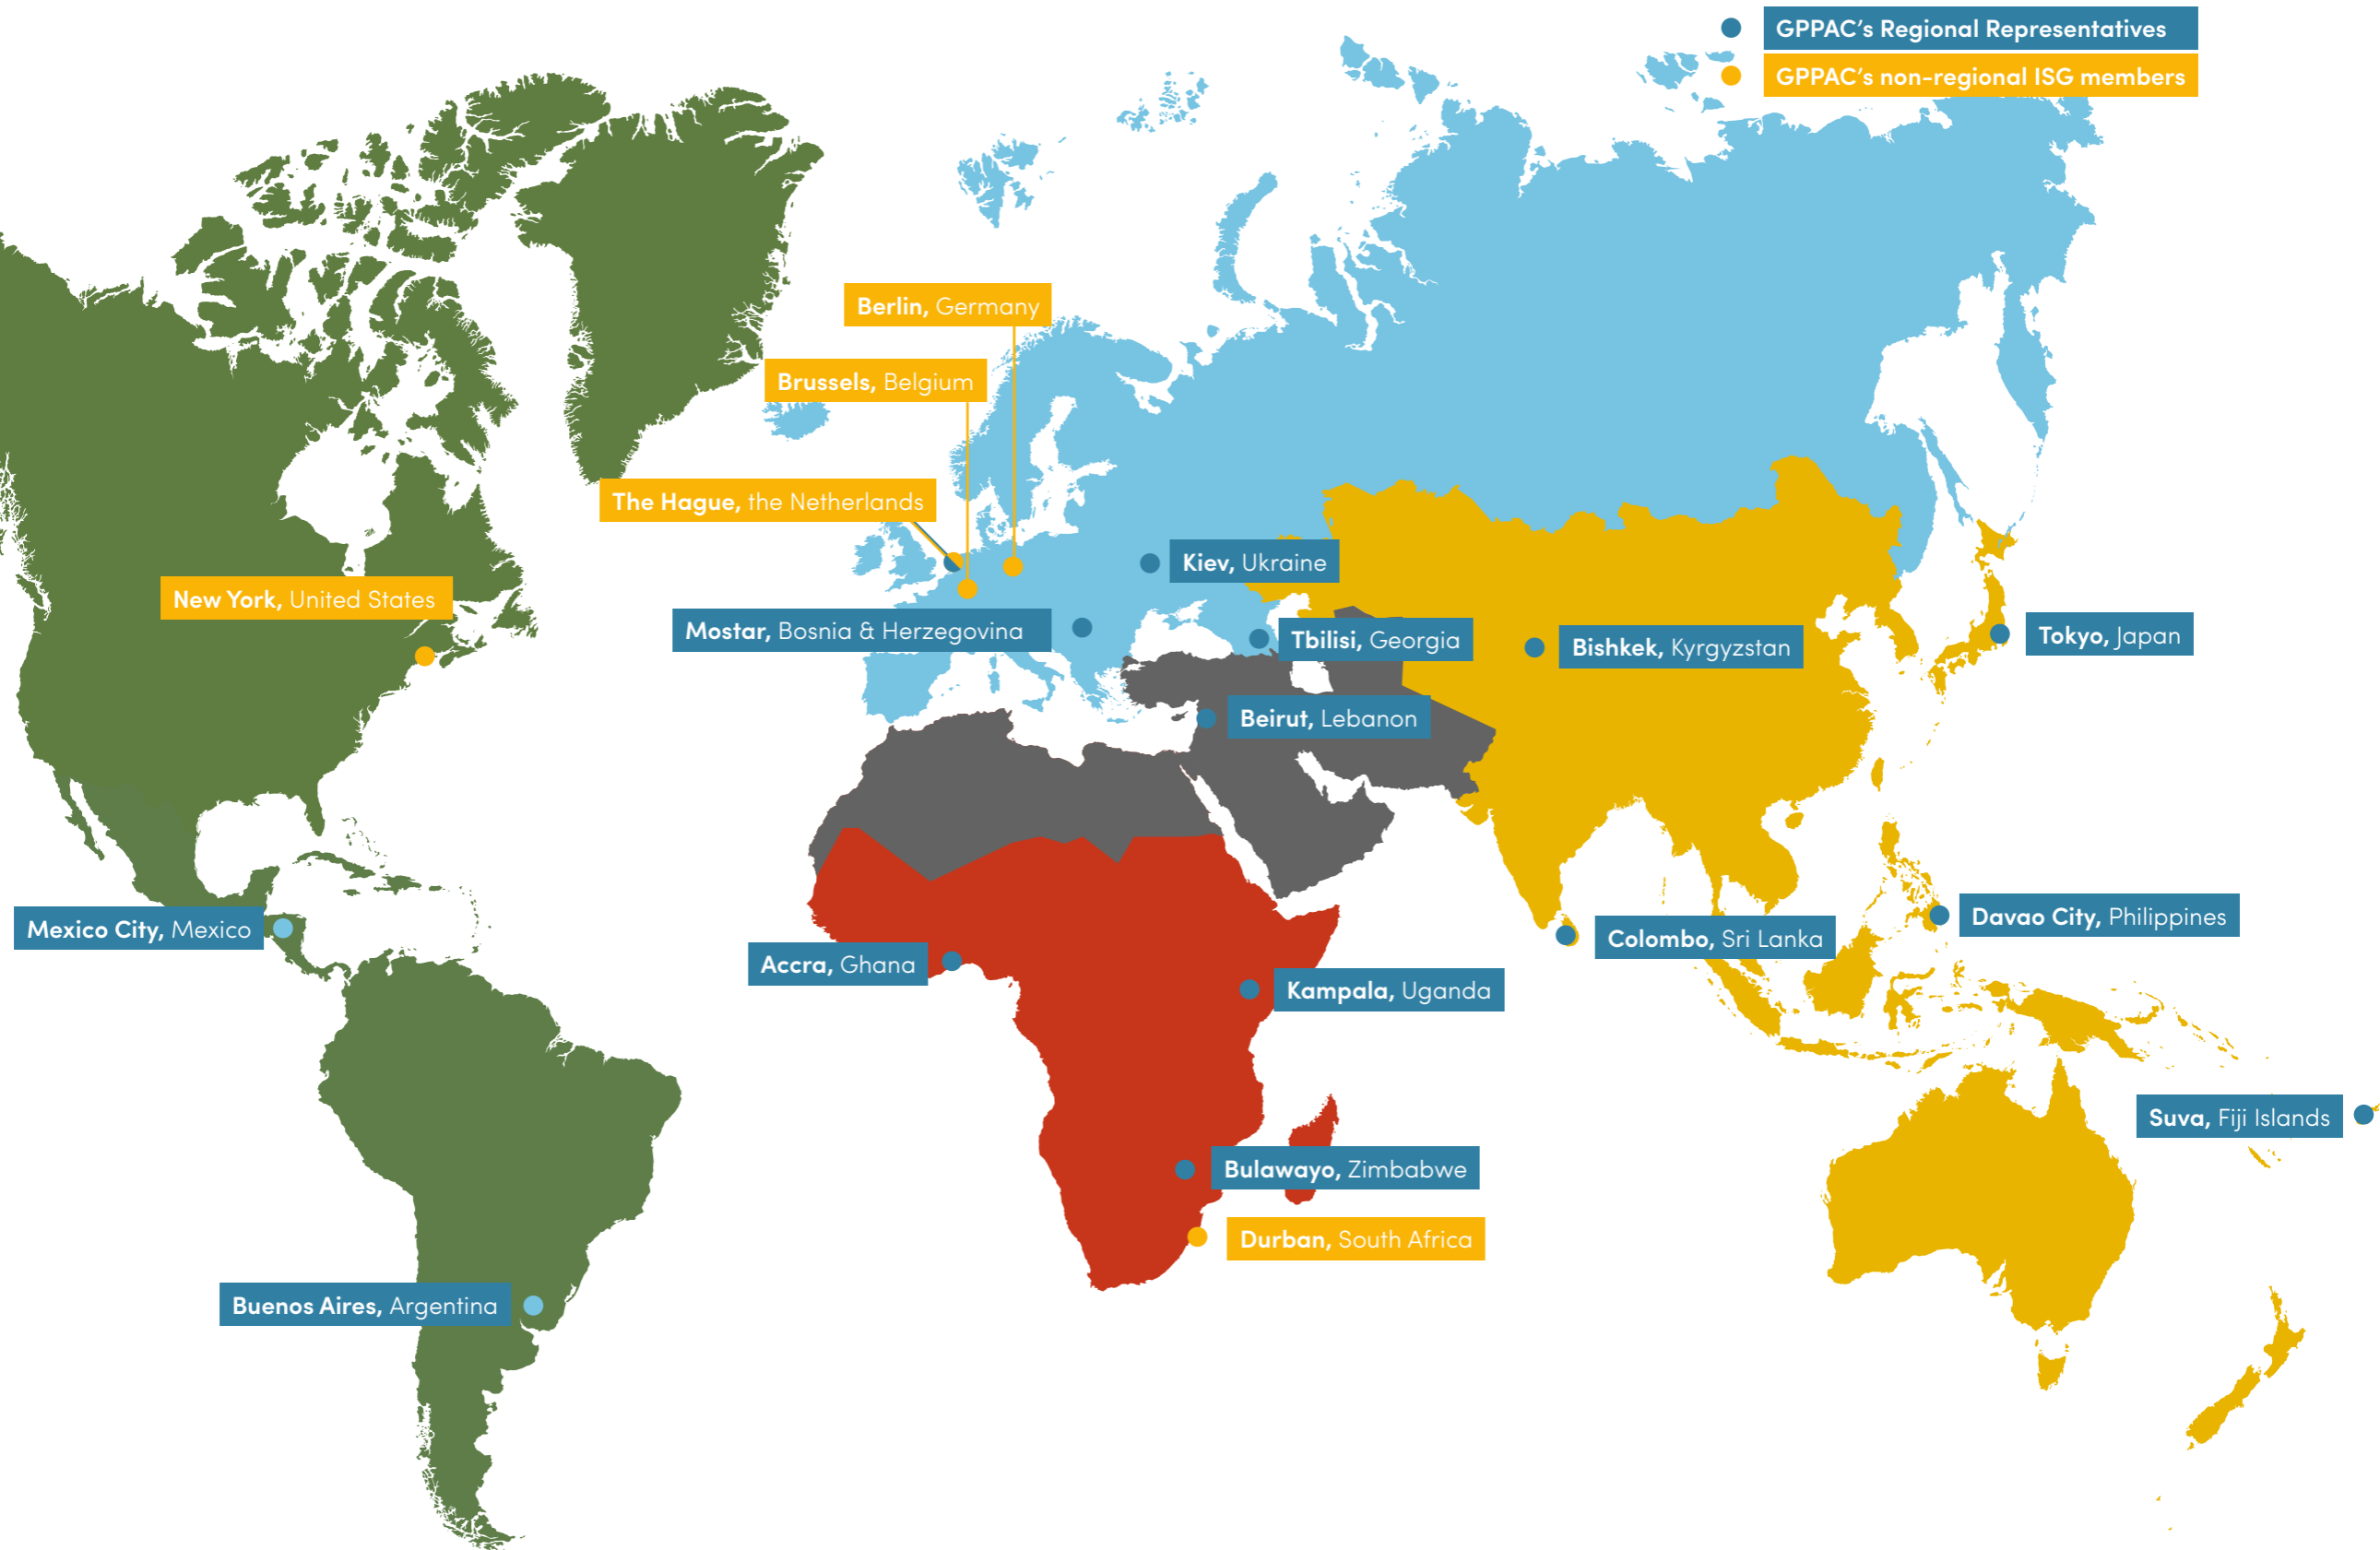 GPPAC’s Regional Representatives
GPPAC’s non-regional ISG members
Berlin, Germany
Brussels, Belgium
The Hague, the Netherlands
Kiev, Ukraine
New York, United States
Mostar, Bosnia & Herzegovina
Tbilisi, Georgia
Bishkek, Kyrgyzstan
Tokyo, Japan
Beirut, Lebanon
Mexico City, Mexico
Accra, Ghana
Colombo, Sri Lanka
Davao City, Philippines
Kampala, Uganda
Suva, Fiji Islands
Bulawayo, Zimbabwe
Durban, South Africa
Buenos Aires, Argentina